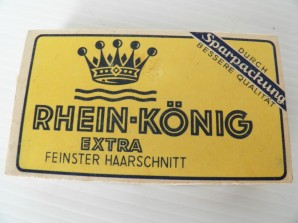 DURCH
Sparpackung
BESSERE QUALITÄT
RHEIN-KÖNIG
EXTRA
FEINSTER HAARSCHNITT